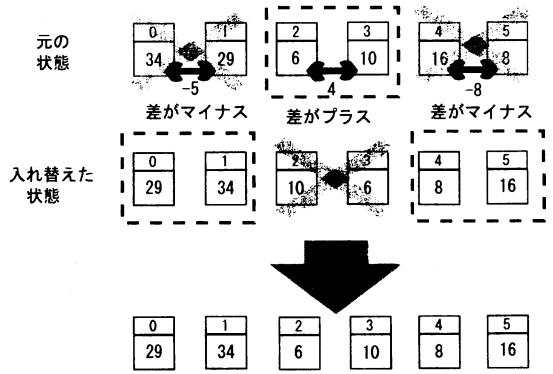 元の
状態
0 1 2 3 4 5
34 29 6 10 16 8
-5 4 -8
差がマイナス 差がプラス 差がマイナス
入れ替えた
状態
0 1 2 3 4 5
29 34 10 6 8 16
0 1 2 3 4 5
29 34 6 10 8 16